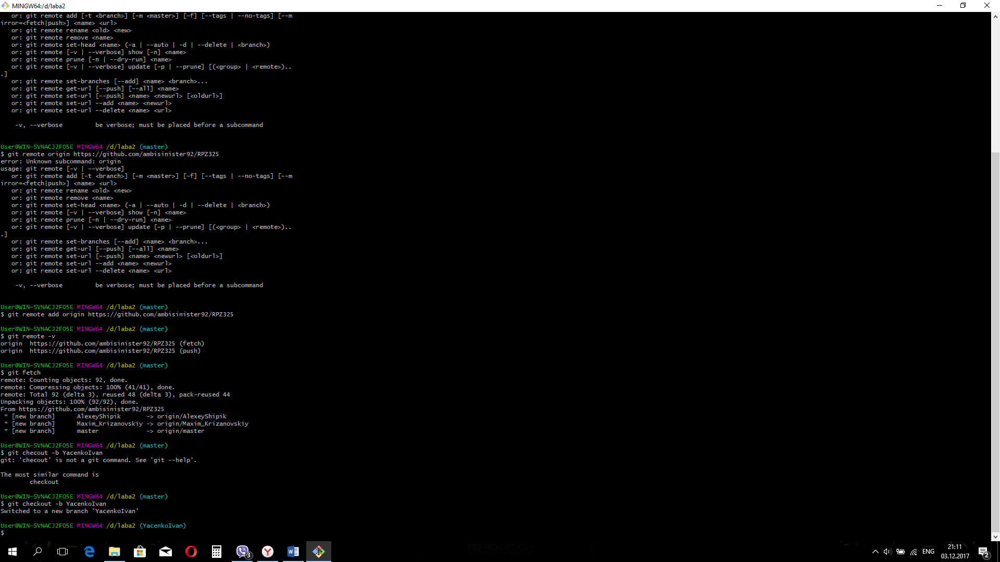 MINGW64:/d/laba2
or: git remote add [-t <branch>] [-m <master>] [-f] [--tags | --no-tags] [--m
irror=<fetch|push>] <name> <url>
or: git remote rename <old> <new>
or: git remote remove <name>
or: git remote set-head <name> (-a | --auto | -d | --delete | <branch>)
or: git remote [-v | --verbose] show [-n] <name>
or: git remote prune [-n | --dry-run] <name>
or: git remote [-v | --verbose] update [-p | --prune] [(<group> | <remote>)..
.]
or: git remote set-branches [--add] <name> <branch>...
or: git remote get-url [--push] [--all] <name>
or: git remote set-url [--push] <name> <newurl> [<oldurl>]
or: git remote set-url --add <name> <newurl>
or: git remote set-url --delete <name> <url>
-v, --verbose         be verbose; must be placed before a subcommand
User@WIN-SVNACJ2FO5E MINGW64 /d/laba2 (master)
$ git remote origin https://github.com/ambisinister92/RPZ325
error: Unknown subcommand: origin
usage: git remote [-v | --verbose]
or: git remote add [-t <branch>] [-m <master>] [-f] [--tags | --no-tags] [--m
irror=<fetch|push>] <name> <url>
or: git remote rename <old> <new>
or: git remote remove <name>
or: git remote set-head <name> (-a | --auto | -d | --delete | <branch>)
or: git remote [-v | --verbose] show [-n] <name>
or: git remote prune [-n | --dry-run] <name>
or: git remote [-v | --verbose] update [-p | --prune] [(<group> | <remote>)..
.]
or: git remote set-branches [--add] <name> <branch>...
or: git remote get-url [--push] [--all] <name>
or: git remote set-url [--push] <name> <newurl> [<oldurl>]
or: git remote set-url --add <name> <newurl>
or: git remote set-url --delete <name> <url>
-v, --verbose         be verbose; must be placed before a subcommand
User@WIN-SVNACJ2FO5E MINGW64 /d/laba2 (master)
$ git remote add origin https://github.com/ambisinister92/RPZ325
User@WIN-SVNACJ2FO5E MINGW64 /d/laba2 (master)
$ git remote -v
origin  https://github.com/ambisinister92/RPZ325 (fetch)
origin  https://github.com/ambisinister92/RPZ325 (push)
User@WIN-SVNACJ2FO5E MINGW64 /d/laba2 (master)
$ git fetch
remote: Counting objects: 92, done.
remote: Compressing objects: 100% (41/41), done.
remote: Total 92 (delta 3), reused 48 (delta 3), pack-reused 44
Unpacking objects: 100% (92/92), done.
From https://github.com/ambisinister92/RPZ325
* [new branch]      AlexeyShipik       -> origin/AlexeyShipik
* [new branch]      Maxim_Krizanovskiy -> origin/Maxim_Krizanovskiy
* [new branch]      master             -> origin/master
User@WIN-SVNACJ2FO5E MINGW64 /d/laba2 (master)
$ git checout -b YacenkoIvan
git: 'checout' is not a git command. See 'git --help'.
The most similar command is
checkout
User@WIN-SVNACJ2FO5E MINGW64 /d/laba2 (master)
$ git checkout -b YacenkoIvan
Switched to a new branch 'YacenkoIvan'
User@WIN-SVNACJ2FO5E MINGW64 /d/laba2 (YacenkoIvan)
$
ZEPRODESIGN
3
ENG
21:11
03.12.2017
2